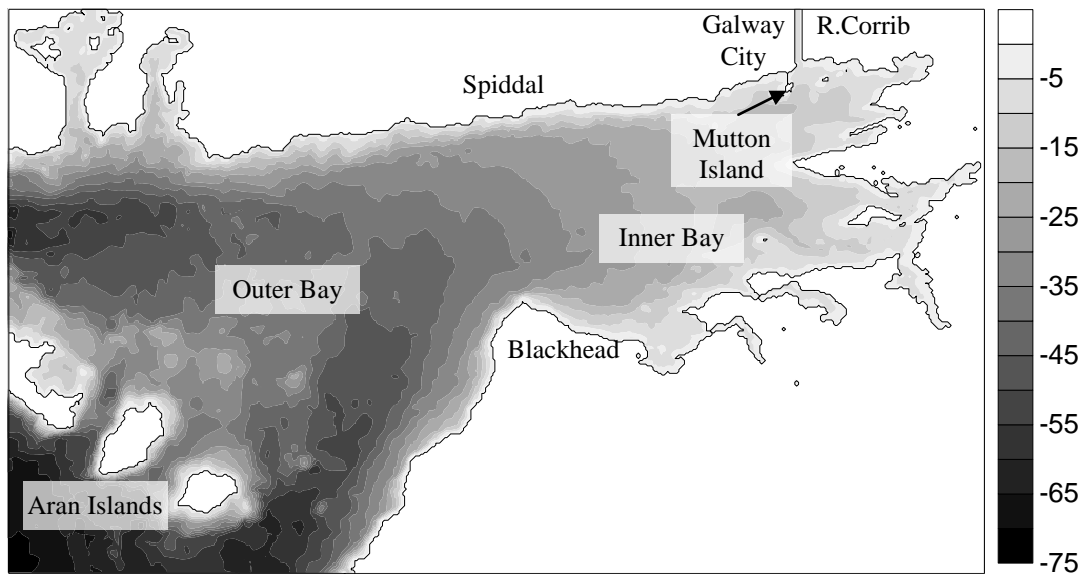 Galway
City
R.Corrib
Spiddal
Mutton
Island
Inner Bay
Outer Bay
Blackhead
Aran Islands
-5
-15
-25
-35
-45
-55
-65
-75